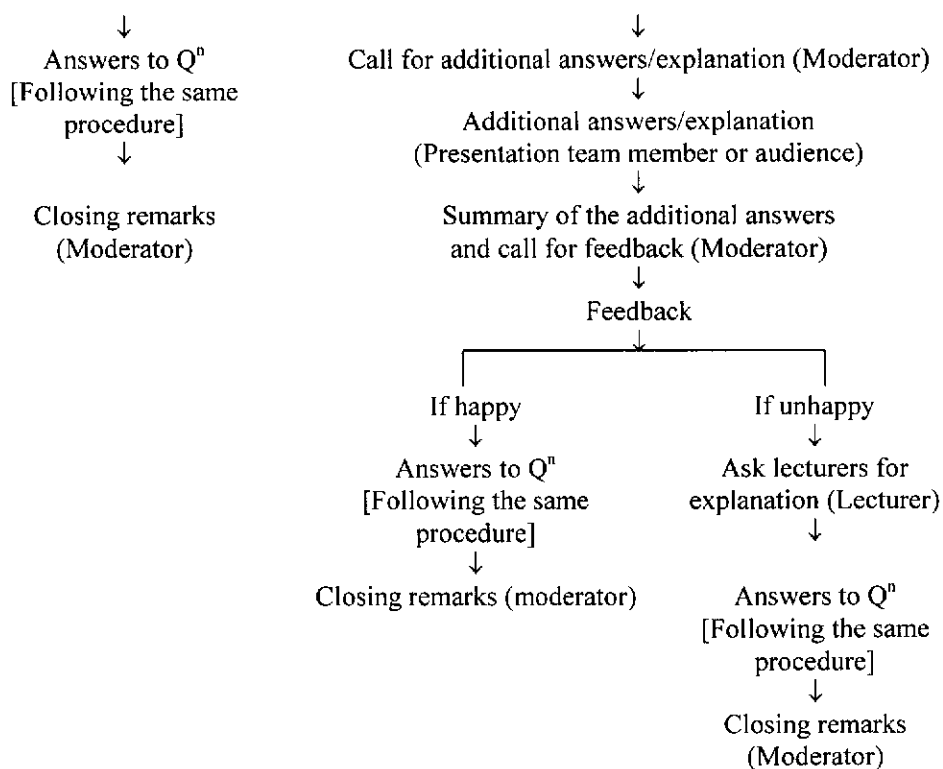 ↓
Answers to Qⁿ
[Following the same
procedure]
↓
Closing remarks
(Moderator)
↓
Call for additional answers/explanation (Moderator)
↓
Additional answers/explanation
(Presentation team member or audience)
↓
Summary of the additional answers
and call for feedback (Moderator)
↓
Feedback
↓
If happy
↓
Answers to Qⁿ
[Following the same
procedure]
↓
Closing remarks (moderator)
If unhappy
↓
Ask lecturers for
explanation (Lecturer)
↓
Answers to Qⁿ
[Following the same
procedure]
↓
Closing remarks
(Moderator)